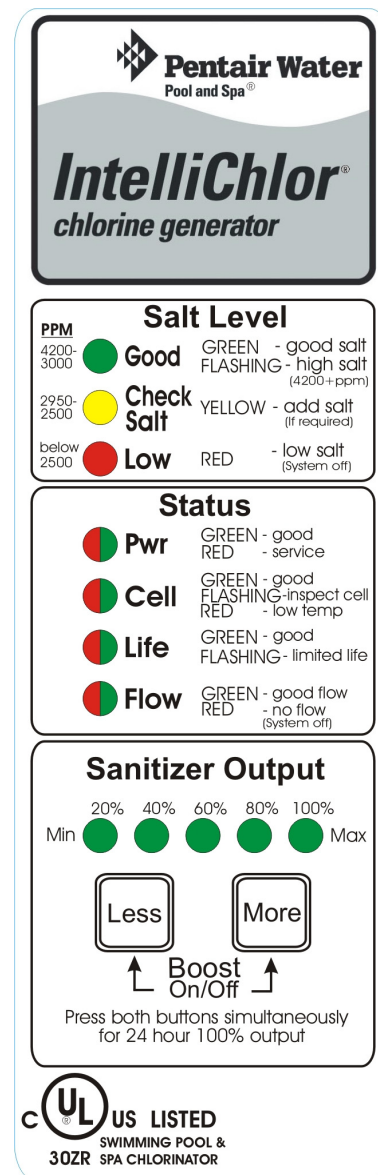 Pentair Water
Pool and Spa®
IntelliChlor®
chlorine generator
Salt Level
PPM
4200-
3000
Good
GREEN - good salt
FLASHING - high salt
(4200+ppm)
2950-
2500
Check
Salt
YELLOW - add salt
(If required)
below
2500
Low
RED - low salt
(System off)
Status
Pwr
GREEN - good
RED - service
Cell
GREEN - good
FLASHING-inspect cell
RED - low temp
Life
GREEN - good
FLASHING - limited life
Flow
GREEN - good flow
RED - no flow
(System off)
Sanitizer Output
20% 40% 60% 80% 100%
Min Max
Less More
Boost
On/Off
Press both buttons simultaneously
for 24 hour 100% output
C UL ® US LISTED
SWIMMING POOL &
30ZR SPA CHLORINATOR